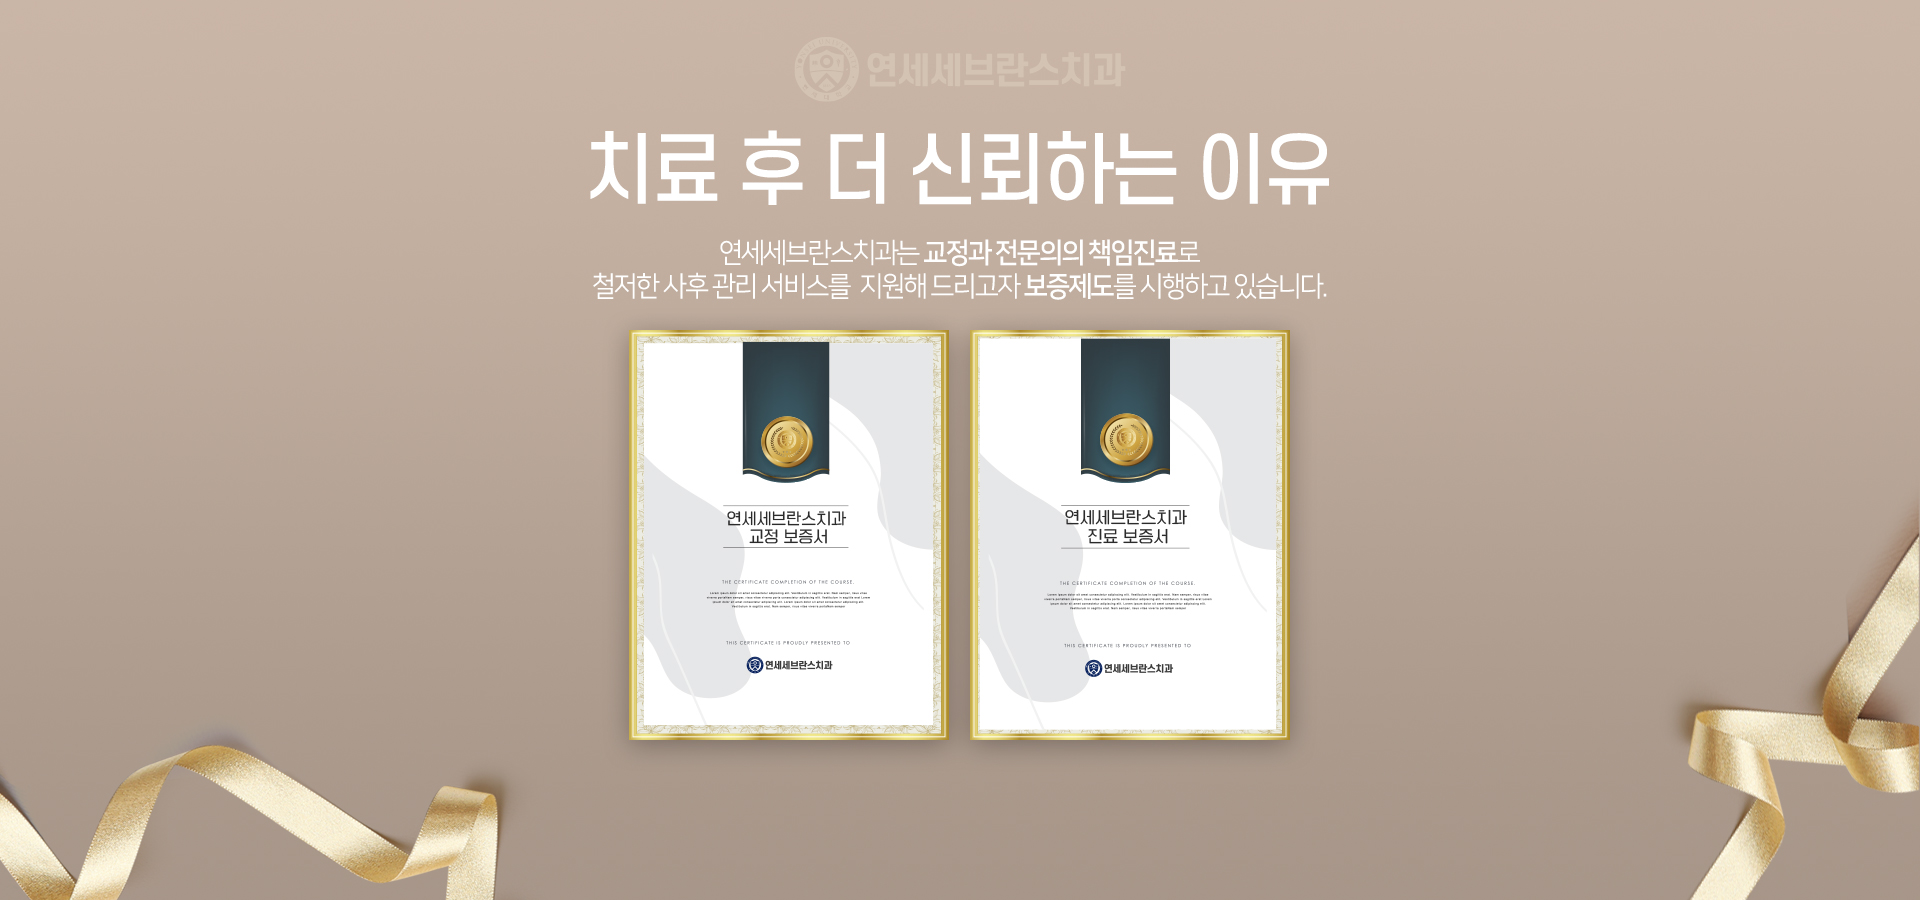 연세세브란스치과
치료 후 더 신뢰하는 이유
연세세브란스치과는 교정과 전문의의 책임진료로
철저한 사후 관리 서비스를 지원해 드리고자 보증제도를 시행하고 있습니다.
연세세브란스치과
교정 보증서
THE CERTIFICATE COMPLETION OF THE COURSE.
THIS CERTIFICATE IS PROUDLY PRESENTED TO
연세세브란스치과
연세세브란스치과
진료 보증서
THE CERTIFICATE COMPLETION OF THE COURSE.
THIS CERTIFICATE IS PROUDLY PRESENTED TO
연세세브란스치과